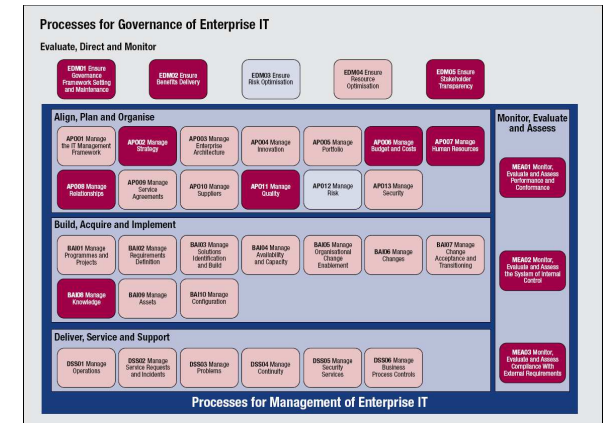 Processes for Governance of Enterprise IT
Evaluate, Direct and Monitor
EDM01 Ensure
Governance
Framework Setting
and Maintenance
EDM02 Ensure
Benefits Delivery
EDM03 Ensure
Risk Optimisation
EDM04 Ensure
Resource
Optimisation
EDM05 Ensure
Stakeholder
Transparency
Align, Plan and Organise
APO01 Manage
the IT Management
Framework
APO02 Manage
Strategy
APO03 Manage
Enterprise
Architecture
APO04 Manage
Innovation
APO05 Manage
Portfolio
APO06 Manage
Budget and Costs
APO07 Manage
Human Resources
APO08 Manage
Relationships
APO09 Manage
Service
Agreements
APO10 Manage
Suppliers
APO11 Manage
Quality
APO12 Manage
Risk
APO13 Manage
Security
Build, Acquire and Implement
BAI01 Manage
Programmes and
Projects
BAI02 Manage
Requirements
Definition
BAI03 Manage
Solutions
Identification
and Build
BAI04 Manage
Availability
and Capacity
BAI05 Manage
Organisational
Change
Enablement
BAI06 Manage
Changes
BAI07 Manage
Change
Acceptance and
Transitioning
BAI08 Manage
Knowledge
BAI09 Manage
Assets
BAI10 Manage
Configuration
Deliver, Service and Support
DSS01 Manage
Operations
DSS02 Manage
Service Requests
and Incidents
DSS03 Manage
Problems
DSS04 Manage
Continuity
DSS05 Manage
Security
Services
DSS06 Manage
Business
Process Controls
Monitor, Evaluate
and Assess
MEA01 Monitor,
Evaluate and Assess
Performance and
Conformance
MEA02 Monitor,
Evaluate and Assess
the System of Internal
Control
MEA03 Monitor,
Evaluate and Assess
Compliance With
External Requirements
Processes for Management of Enterprise IT